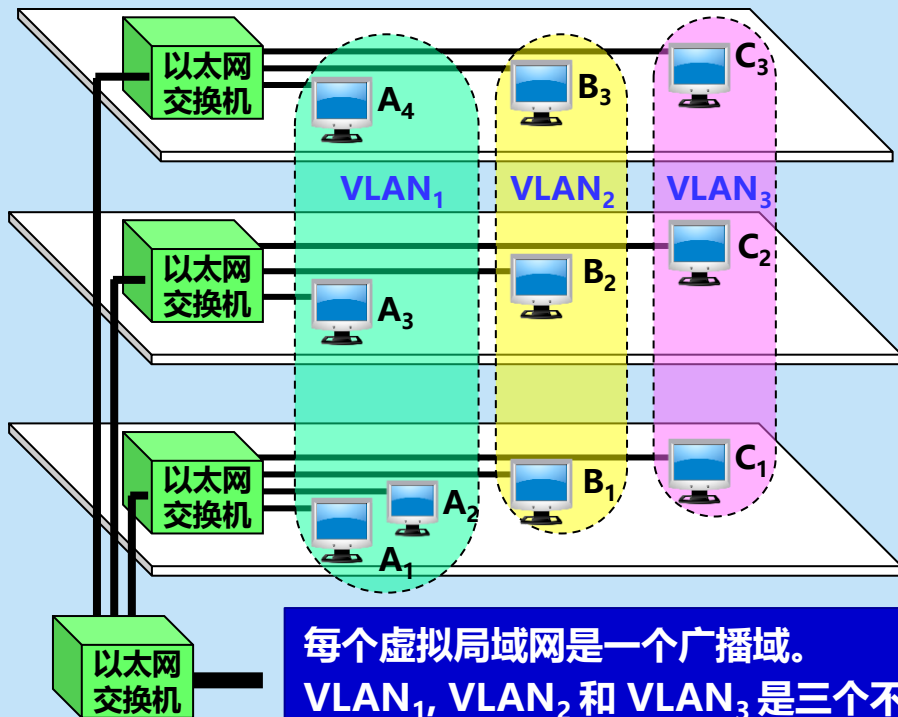 以太网
交换机
A₄
B₃
C₃
VLAN₁
VLAN₂
VLAN₃
以太网
交换机
A₃
B₂
C₂
以太网
交换机
A₂
A₁
B₁
C₁
以太网
交换机
每个虚拟局域网是一个广播域。
VLAN₁, VLAN₂ 和 VLAN₃ 是三个不